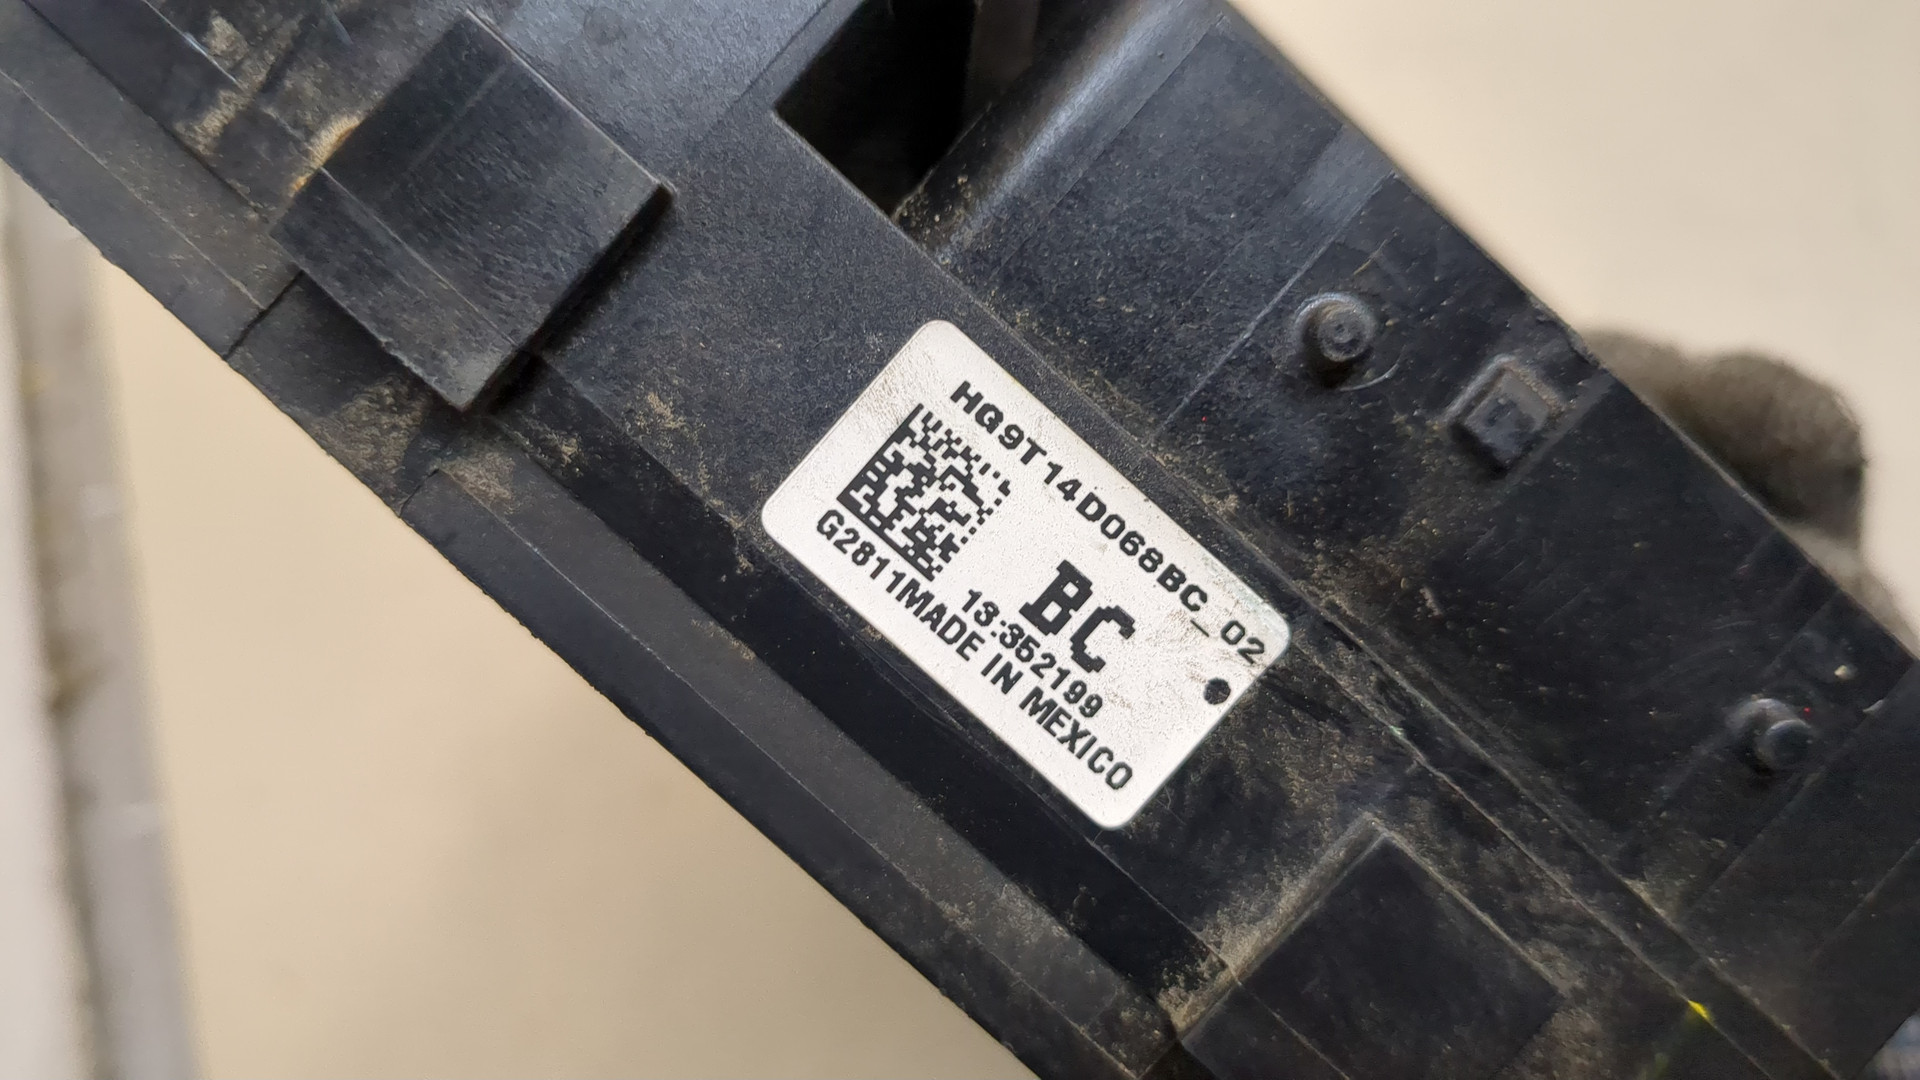 HG9T14D068BC_02
BC
13:352199
G2811MADE IN MEXICO